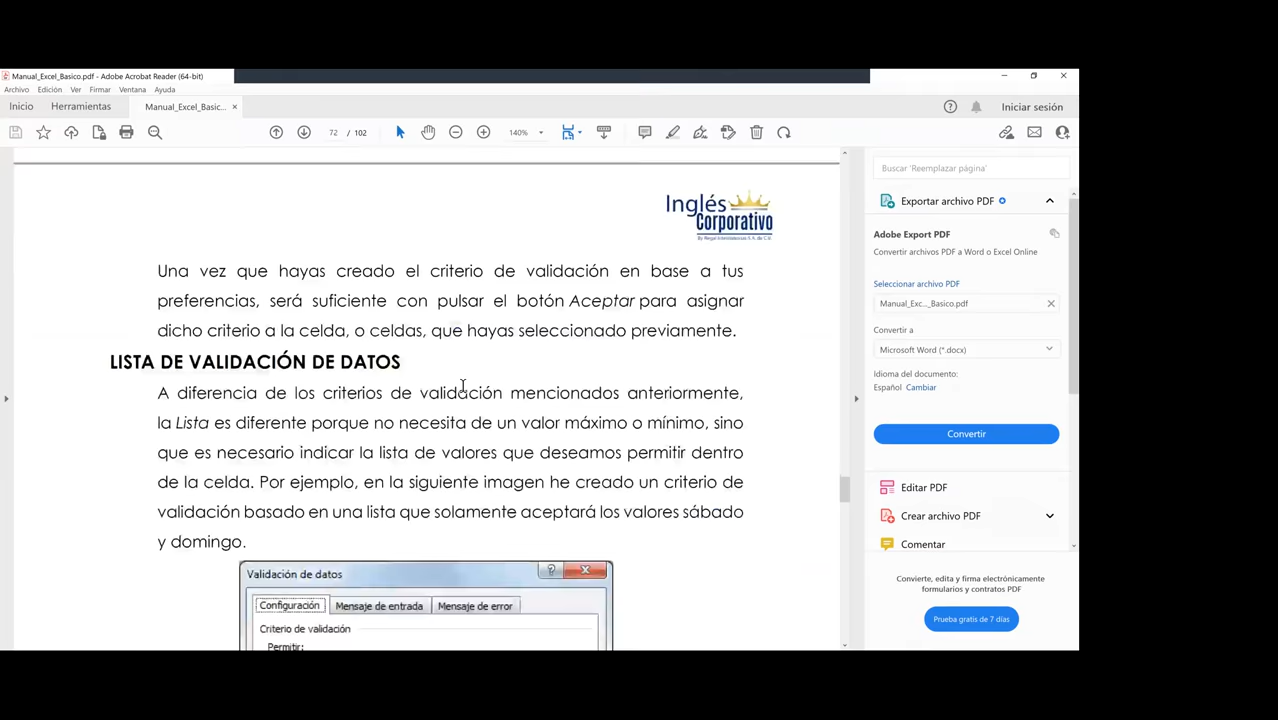 Manual_Excel_Basico.pdf - Adobe Acrobat Reader (64-bit)
Archivo Edición Ver Firmar Ventana Ayuda
Inicio Herramientas Manual_Excel_Basic... × Iniciar sesión
72 / 102 140%
Inglés
Corporativo
Una vez que hayas creado el criterio de validación en base a tus
preferencias, será suficiente con pulsar el botón Aceptar para asignar
dicho criterio a la celda, o celdas, que hayas seleccionado previamente.
LISTA DE VALIDACIÓN DE DATOS
A diferencia de los criterios de validación mencionados anteriormente,
la Lista es diferente porque no necesita de un valor máximo o mínimo, sino
que es necesario indicar la lista de valores que deseamos permitir dentro
de la celda. Por ejemplo, en la siguiente imagen he creado un criterio de
validación basado en una lista que solamente aceptará los valores sábado
y domingo.
Validación de datos
Configuración Mensaje de entrada Mensaje de error
Criterio de validación
Permitir:
Buscar 'Reemplazar página'
Exportar archivo PDF
Adobe Export PDF
Convertir archivos PDF a Word o Excel Online
Seleccionar archivo PDF
Manual_Exc..._Basico.pdf
Convertir a
Microsoft Word (*.docx)
Idioma del documento:
Español Cambiar
Convertir
Editar PDF
Crear archivo PDF
Comentar
Convierte, edita y firma electrónicamente
formularios y contratos PDF
Prueba gratis de 7 días